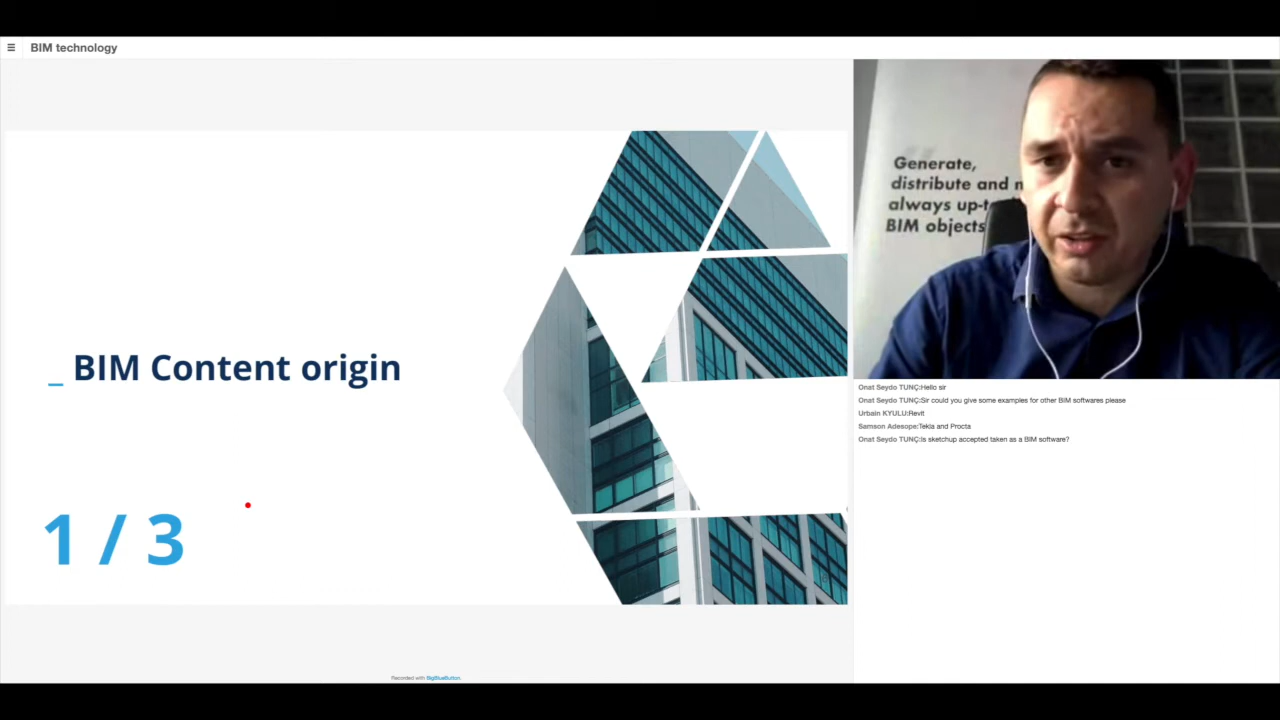 ☰ BIM technology
_ BIM Content origin
1 / 3
Recorded with BigBlueButton.
Generate,
distribute and
always up-t
BIM objects
Onat Seydo TUNÇ:Hello sir
Onat Seydo TUNÇ:Sir could you give some examples for other BIM softwares please
Urbain KYULU:Revit
Samson Adesope:Tekla and Procta
Onat Seydo TUNÇ:Is sketchup accepted taken as a BIM software?